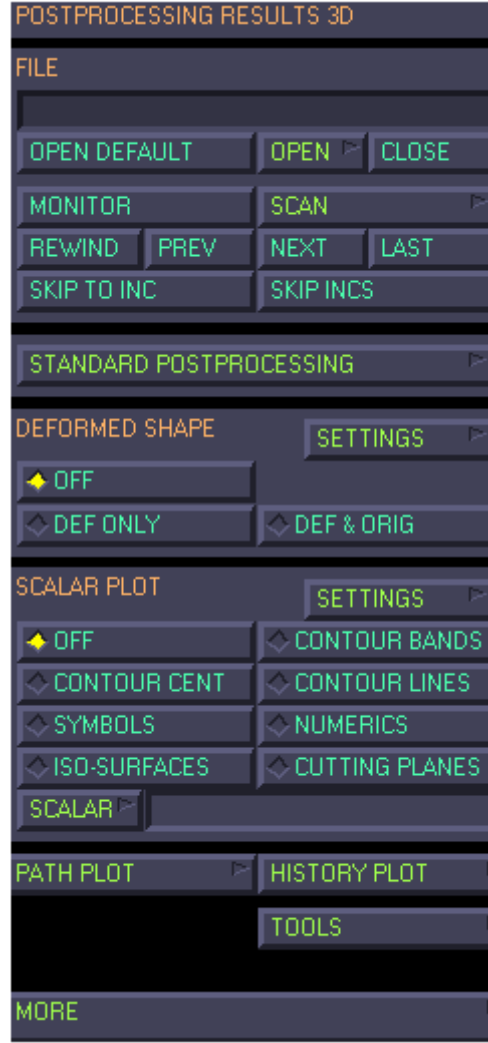 POSTPROCESSING RESULTS 3D
FILE
OPEN DEFAULT OPEN CLOSE
MONITOR SCAN
REWIND PREV NEXT LAST
SKIP TO INC SKIP INCS
STANDARD POSTPROCESSING
DEFORMED SHAPE SETTINGS
OFF
DEF ONLY DEF & ORIG
SCALAR PLOT SETTINGS
OFF CONTOUR BANDS
CONTOUR CENT CONTOUR LINES
SYMBOLS NUMERICS
ISO-SURFACES CUTTING PLANES
SCALAR
PATH PLOT HISTORY PLOT
TOOLS
MORE